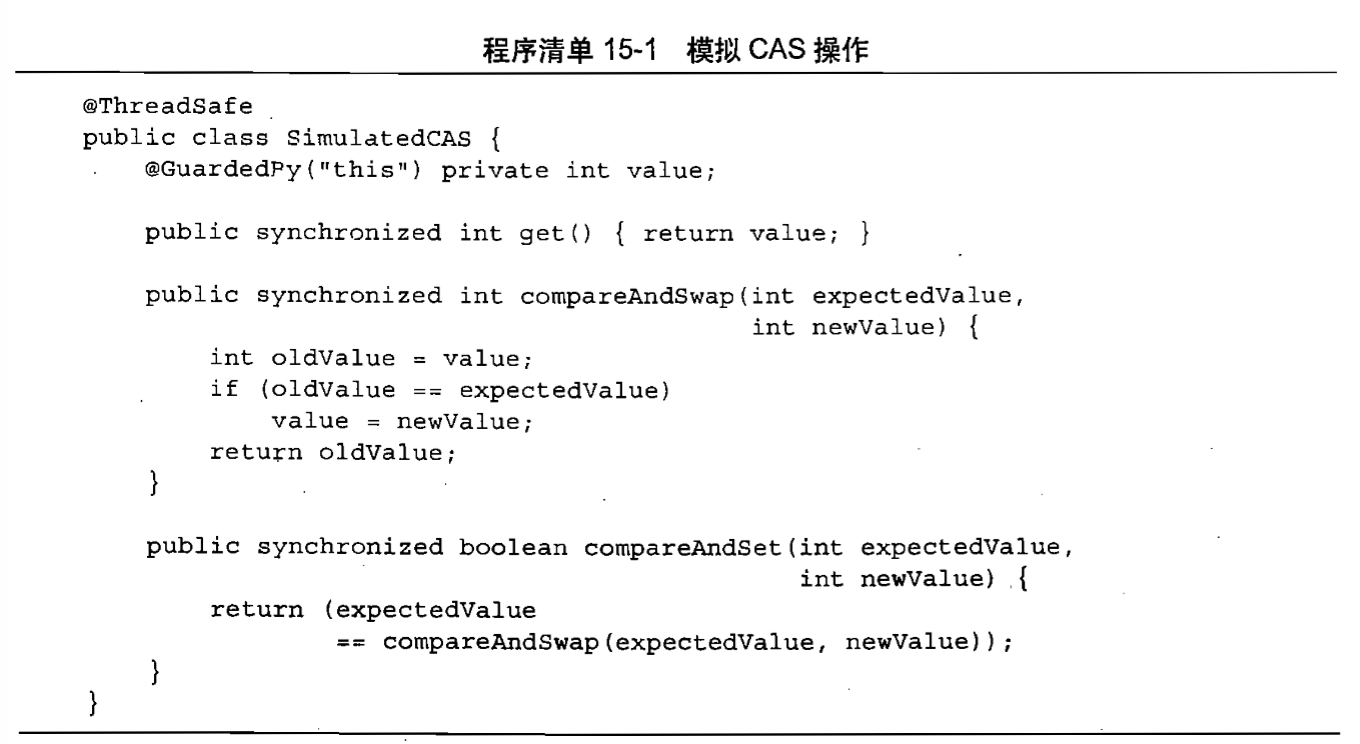 程序清单 15-1 模拟 CAS 操作
@ThreadSafe
public class SimulatedCAS {
    @GuardedPy("this") private int value;
    public synchronized int get() { return value; }
    public synchronized int compareAndSwap(int expectedValue,
                                           int newValue) {
        int oldValue = value;
        if (oldValue == expectedValue)
            value = newValue;
        return oldValue;
    }
    public synchronized boolean compareAndSet(int expectedValue,
                                              int newValue) {
        return (expectedValue
                == compareAndSwap(expectedValue, newValue));
    }
}